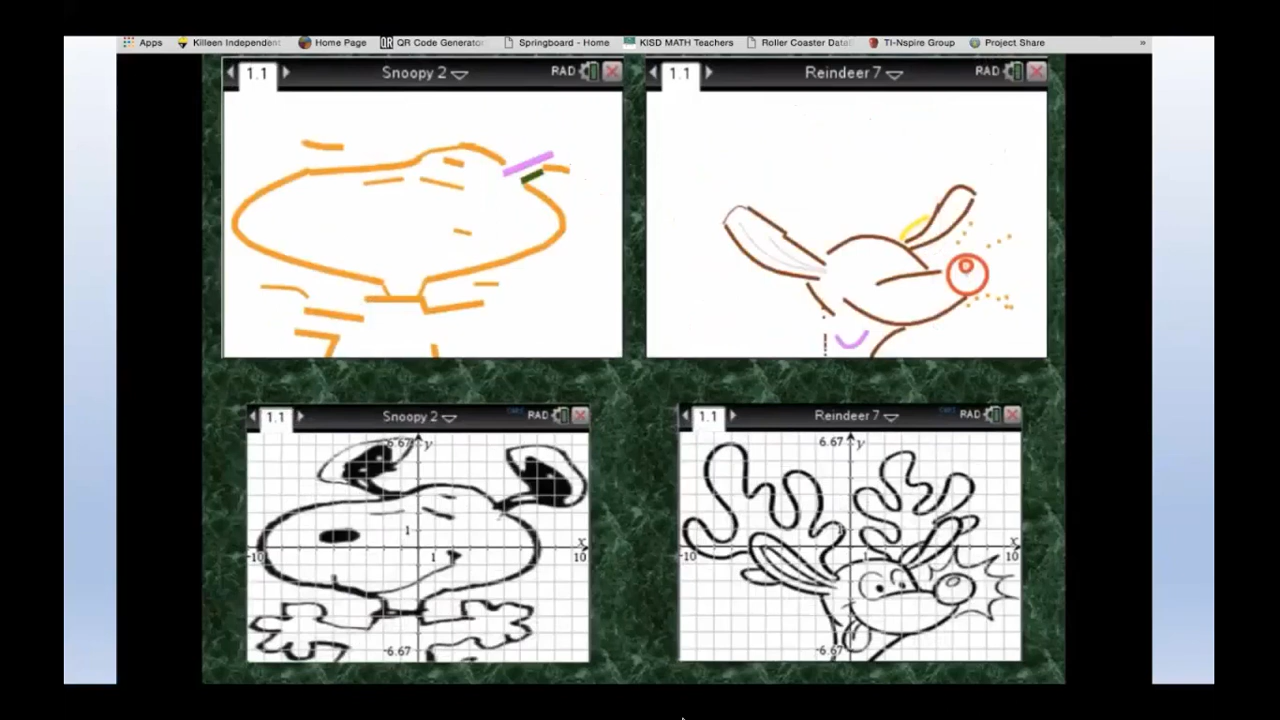 Apps Killeen Independent Home Page QR Code Generator Springboard - Home KISD MATH Teachers Roller Coaster Data TI-Nspire Group Project Share »
1.1 Snoopy 2 RAD
1.1 Reindeer 7 RAD
1.1 Snoopy 2 RAD
6.67 y
1
x
-10 1 10
-6.67
1.1 Reindeer 7 RAD
6.67 y
1
x
-10 10
-6.67